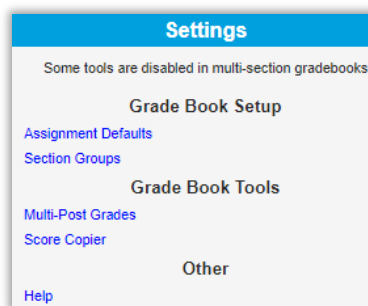 Settings
Some tools are disabled in multi-section gradebooks
Grade Book Setup
Assignment Defaults
Section Groups
Grade Book Tools
Multi-Post Grades
Score Copier
Other
Help